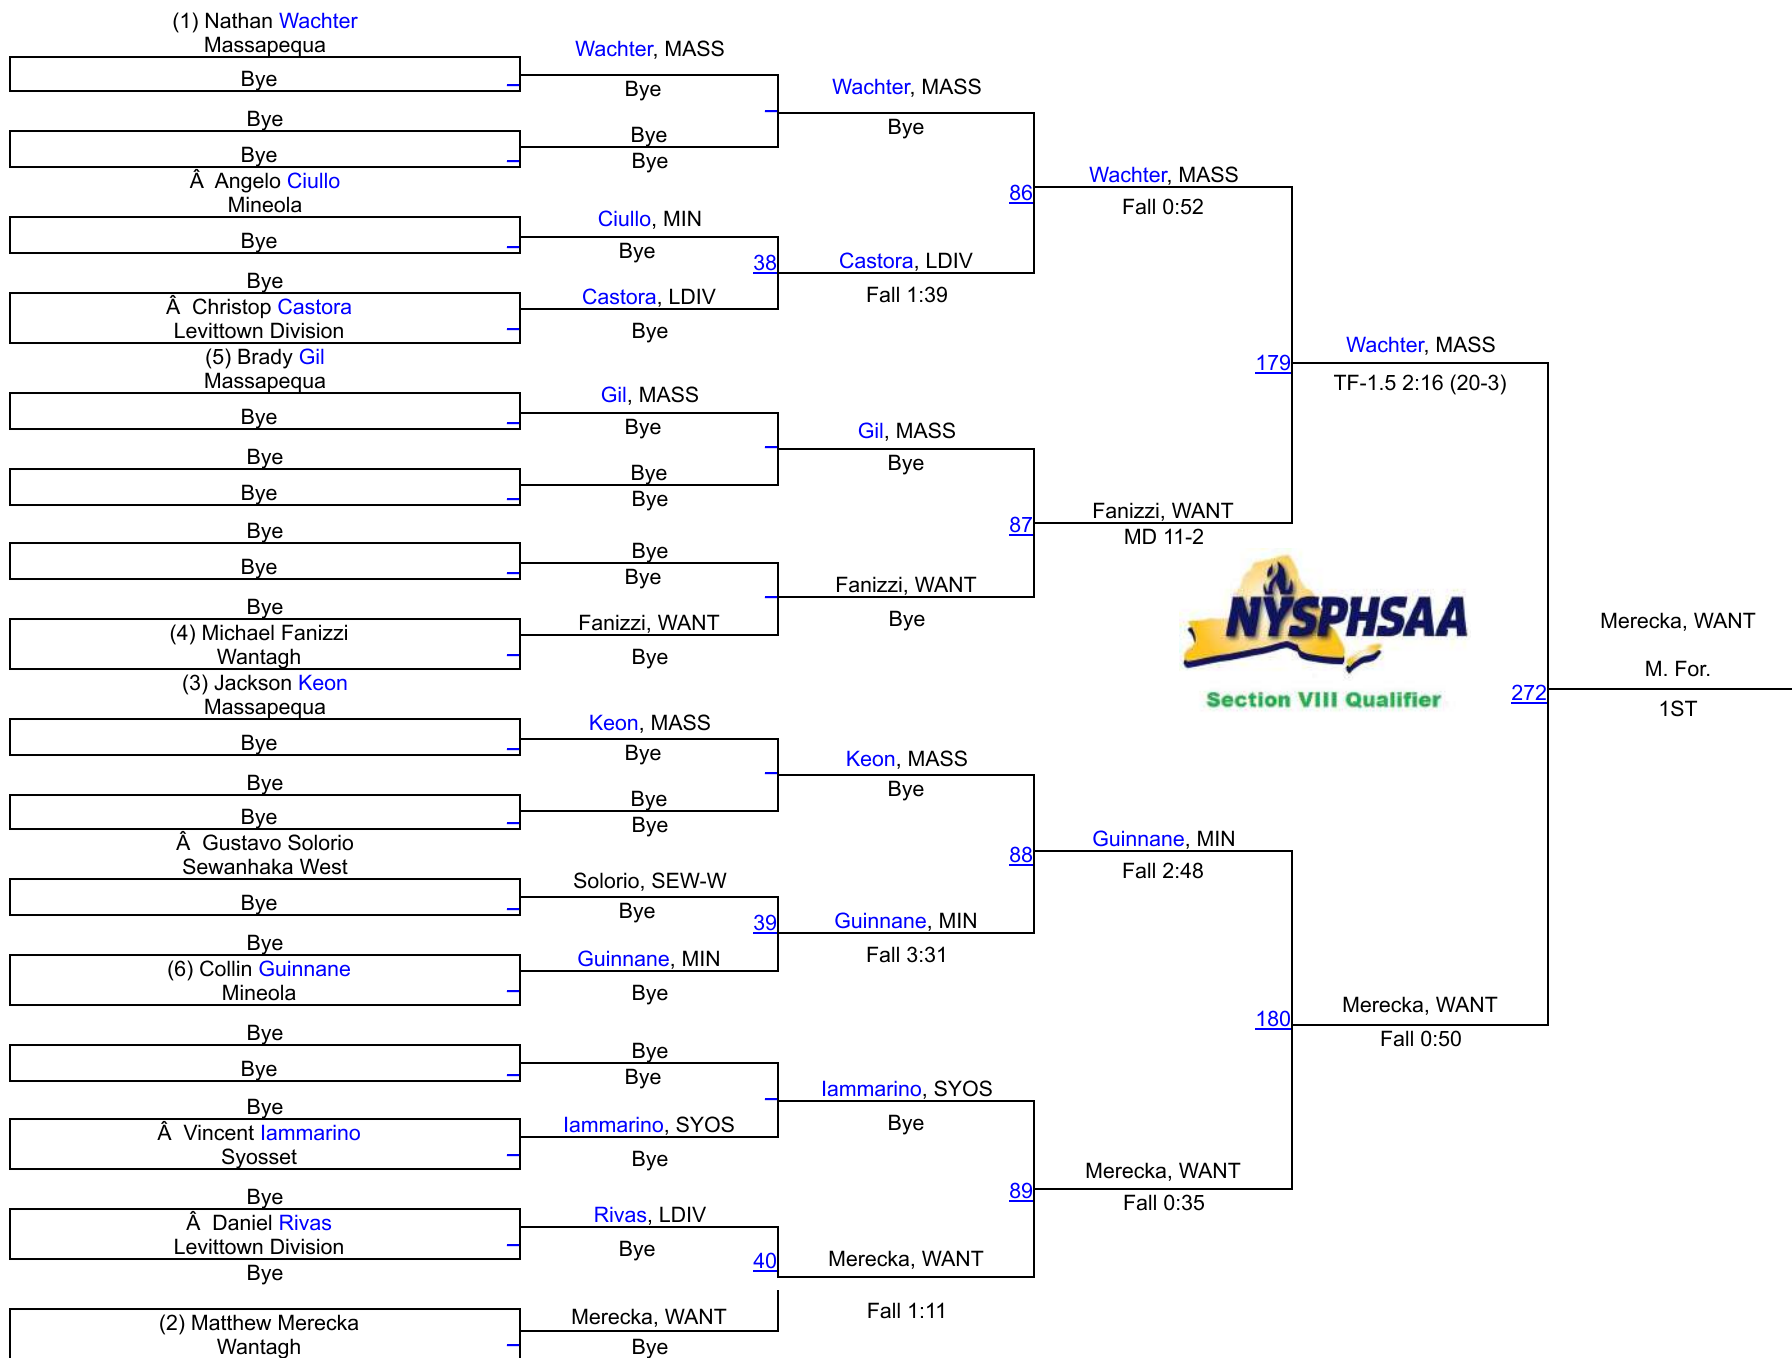 (1) Nathan Wachter
Massapequa
Bye
Bye
Bye
Â Angelo Ciullo
Mineola
Bye
Bye
Â Christop Castora
Levittown Division
(5) Brady Gil
Massapequa
Bye
Bye
Bye
Bye
Bye
Bye
(4) Michael Fanizzi
Wantagh
(3) Jackson Keon
Massapequa
Bye
Bye
Bye
Â Gustavo Solorio
Sewanhaka West
Bye
Bye
(6) Collin Guinnane
Mineola
Bye
Bye
Bye
Â Vincent Iammarino
Syosset
Bye
Â Daniel Rivas
Levittown Division
Bye
(2) Matthew Merecka
Wantagh
Wachter, MASS
Bye
Bye
Bye
Ciullo, MIN
Bye
38
Castora, LDIV
Bye
Gil, MASS
Bye
Bye
Bye
Bye
Bye
Fanizzi, WANT
Bye
Keon, MASS
Bye
Bye
Bye
Solorio, SEW-W
Bye
39
Guinnane, MIN
Bye
Bye
Bye
Iammarino, SYOS
Bye
Rivas, LDIV
Bye
40
Merecka, WANT
Bye
Wachter, MASS
Bye
86
Castora, LDIV
Fall 1:39
Gil, MASS
Bye
87
Fanizzi, WANT
Bye
Keon, MASS
Bye
88
Guinnane, MIN
Fall 3:31
Iammarino, SYOS
Bye
89
Merecka, WANT
Fall 1:11
Wachter, MASS
Fall 0:52
179
Fanizzi, WANT
MD 11-2
NYSPHSAA
Section VIII Qualifier
Guinnane, MIN
Fall 2:48
180
Merecka, WANT
Fall 0:35
Wachter, MASS
TF-1.5 2:16 (20-3)
272
Merecka, WANT
Fall 0:50
Merecka, WANT
M. For.
1ST